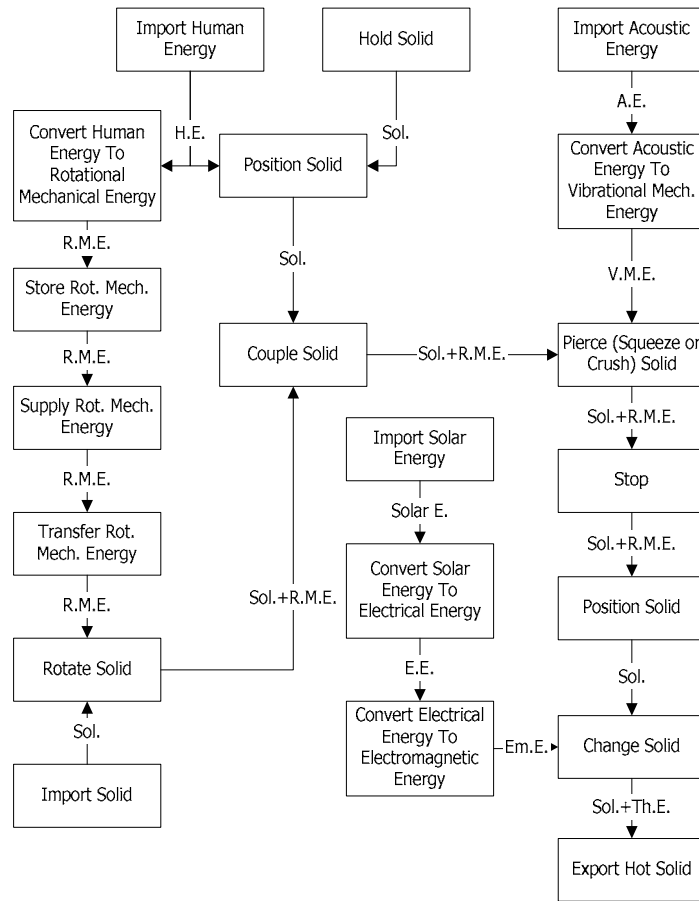 Import Human
Energy
Hold Solid
Import Acoustic
Energy
H.E.
Sol.
A.E.
Convert Human
Energy To
Rotational
Mechanical Energy
Position Solid
Convert Acoustic
Energy To
Vibrational Mech.
Energy
R.M.E.
Sol.
V.M.E.
Store Rot. Mech.
Energy
Couple Solid
Sol.+R.M.E.
Pierce (Squeeze or
Crush) Solid
R.M.E.
Sol.+R.M.E.
Supply Rot. Mech.
Energy
Import Solar
Energy
Stop
R.M.E.
Solar E.
Sol.+R.M.E.
Transfer Rot.
Mech. Energy
Convert Solar
Energy To
Electrical Energy
Position Solid
R.M.E.
Sol.+R.M.E.
Rotate Solid
E.E.
Sol.
Sol.
Convert Electrical
Energy To
Electromagnetic
Energy
Em.E.
Change Solid
Import Solid
Sol.+Th.E.
Export Hot Solid